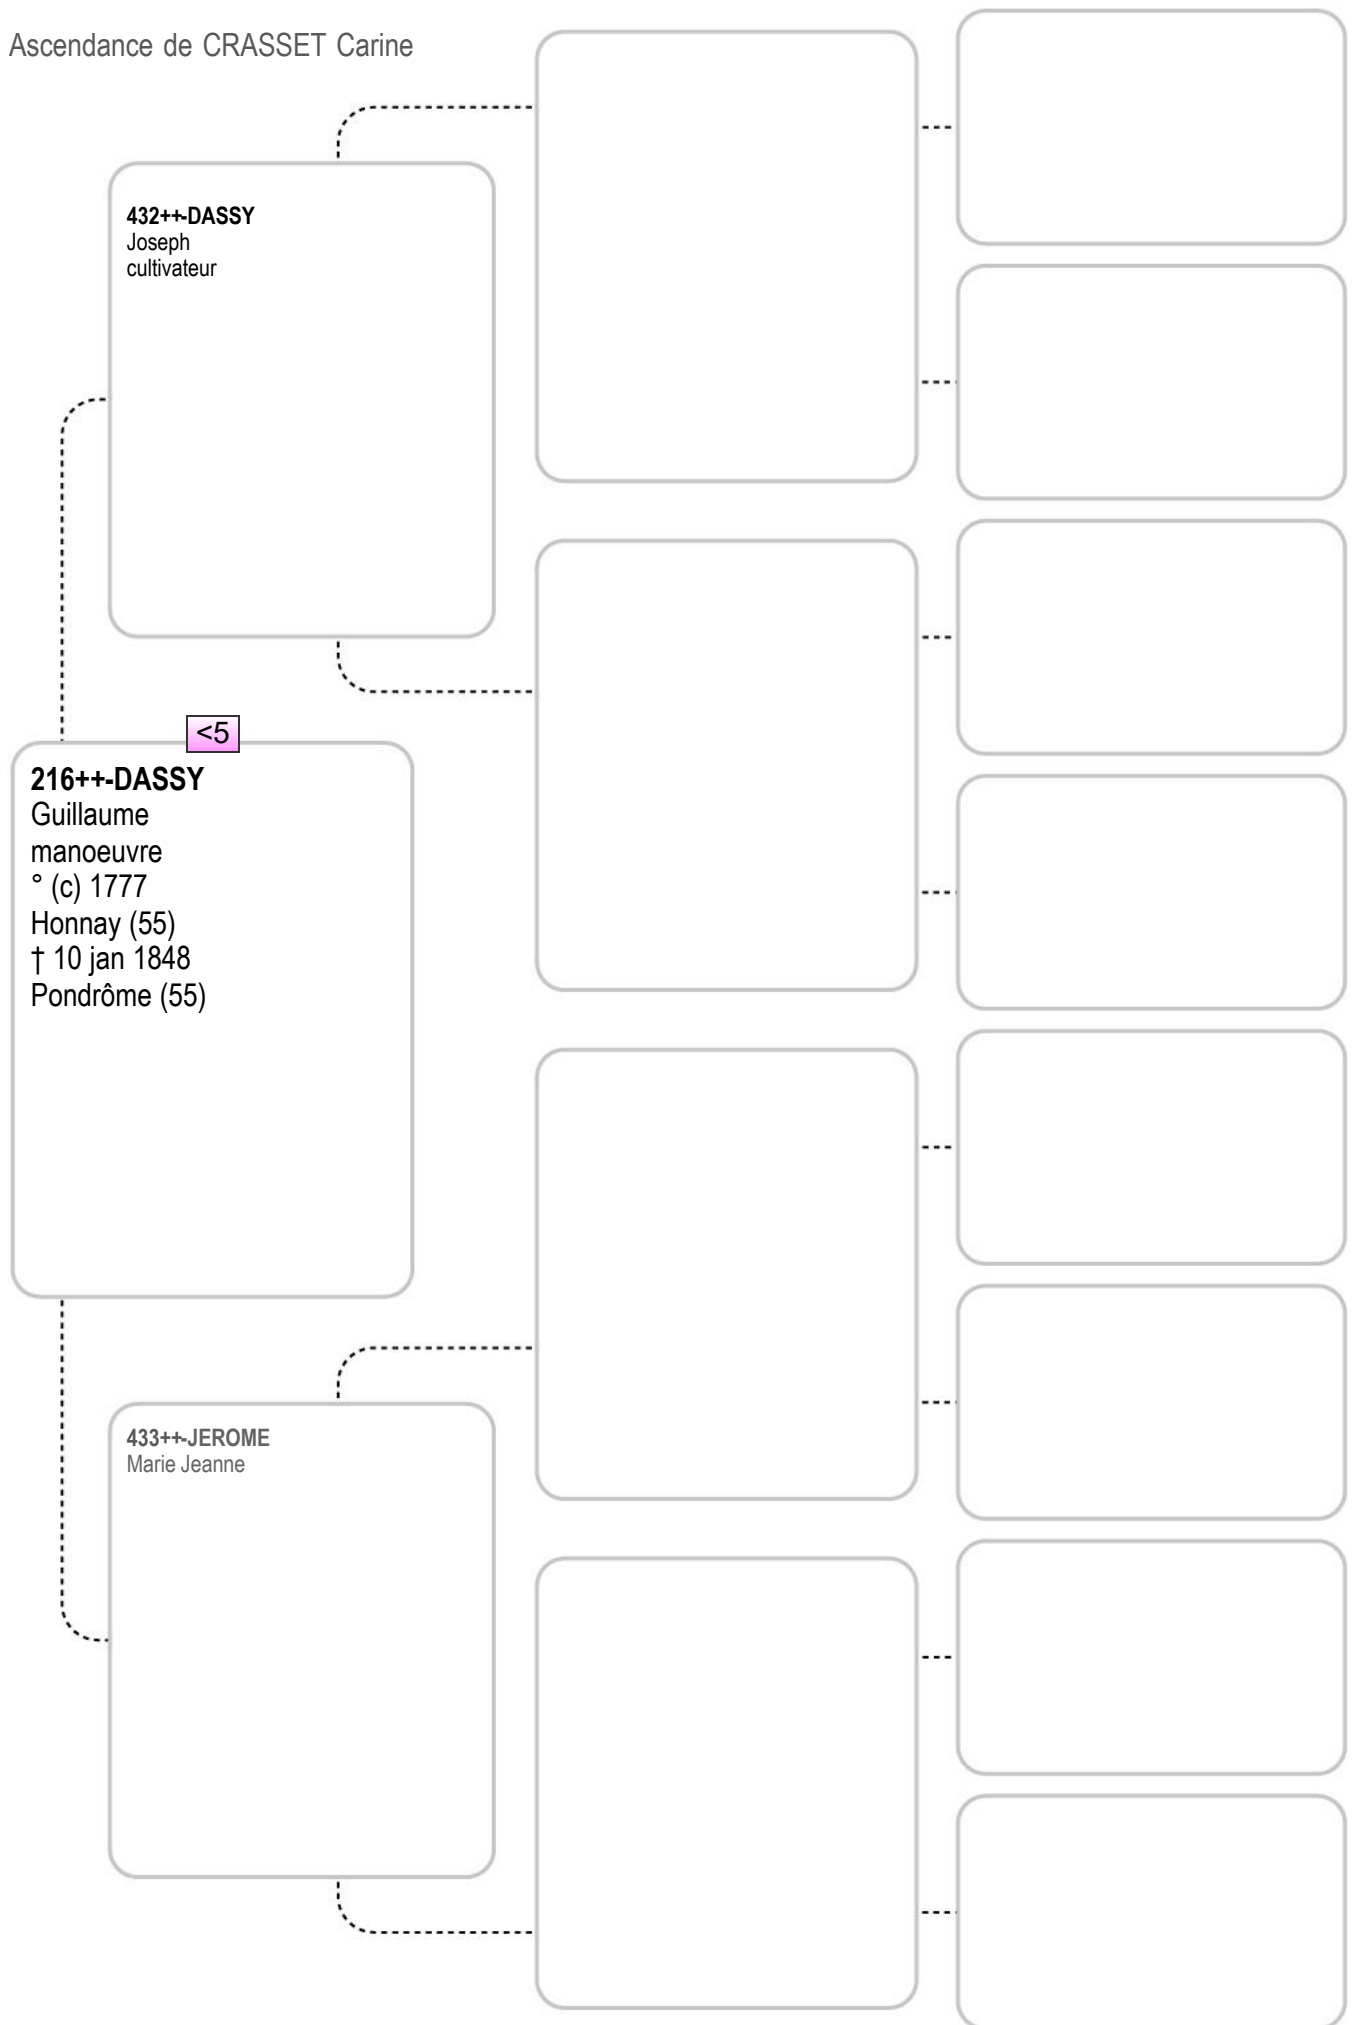 Ascendance de CRASSET Carine
432++-DASSY
Joseph
cultivateur
<5
216++-DASSY
Guillaume
manoeuvre
° (c) 1777
Honnay (55)
† 10 jan 1848
Pondrôme (55)
433++-JEROME
Marie Jeanne